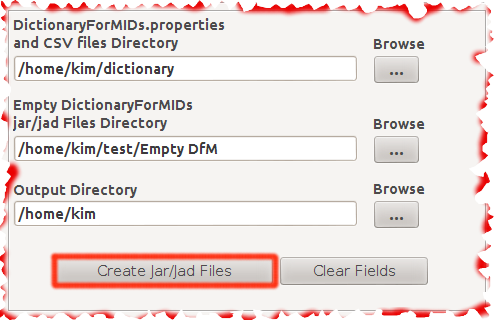 DictionaryForMIDs.properties
and CSV files Directory
Browse
/home/kim/dictionary
...
Empty DictionaryForMIDs
jar/jad Files Directory
Browse
/home/kim/test/Empty DfM
...
Output Directory
Browse
/home/kim
...
Create Jar/Jad Files
Clear Fields